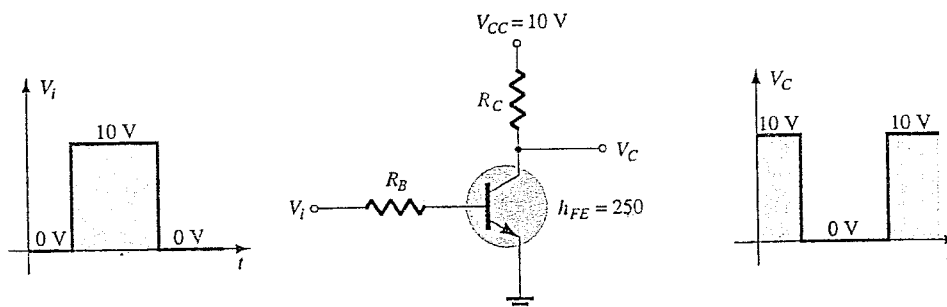 V_CC = 10 V
V_i
R_C
V_C
10 V
10 V
10 V
V_C
R_B
V_i
h_FE = 250
0 V
0 V
0 V
t